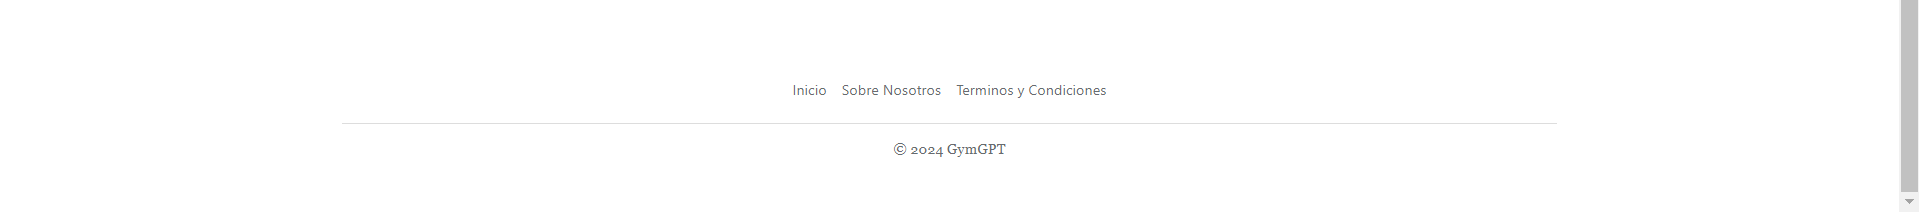 Inicio Sobre Nosotros Terminos y Condiciones
© 2024 GymGPT